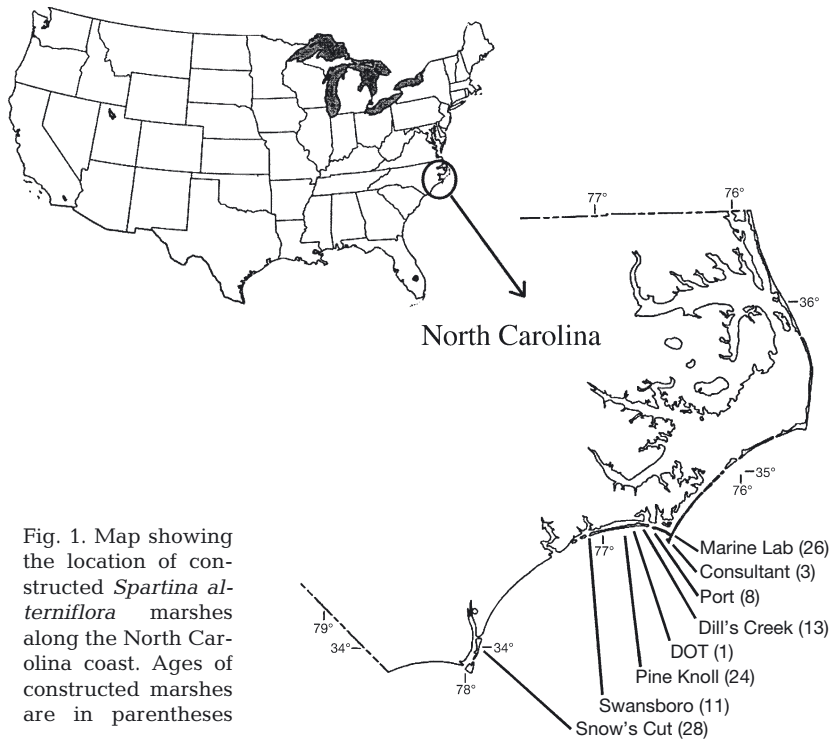 77°
76°
36°
North Carolina
35°
76°
77°
Marine Lab (26)
Consultant (3)
Port (8)
Dill's Creek (13)
DOT (1)
Pine Knoll (24)
Swansboro (11)
Snow's Cut (28)
79°
34°
34°
78°
Fig. 1. Map showing
the location of con-
structed Spartina al-
terniflora marshes
along the North Car-
olina coast. Ages of
constructed marshes
are in parentheses